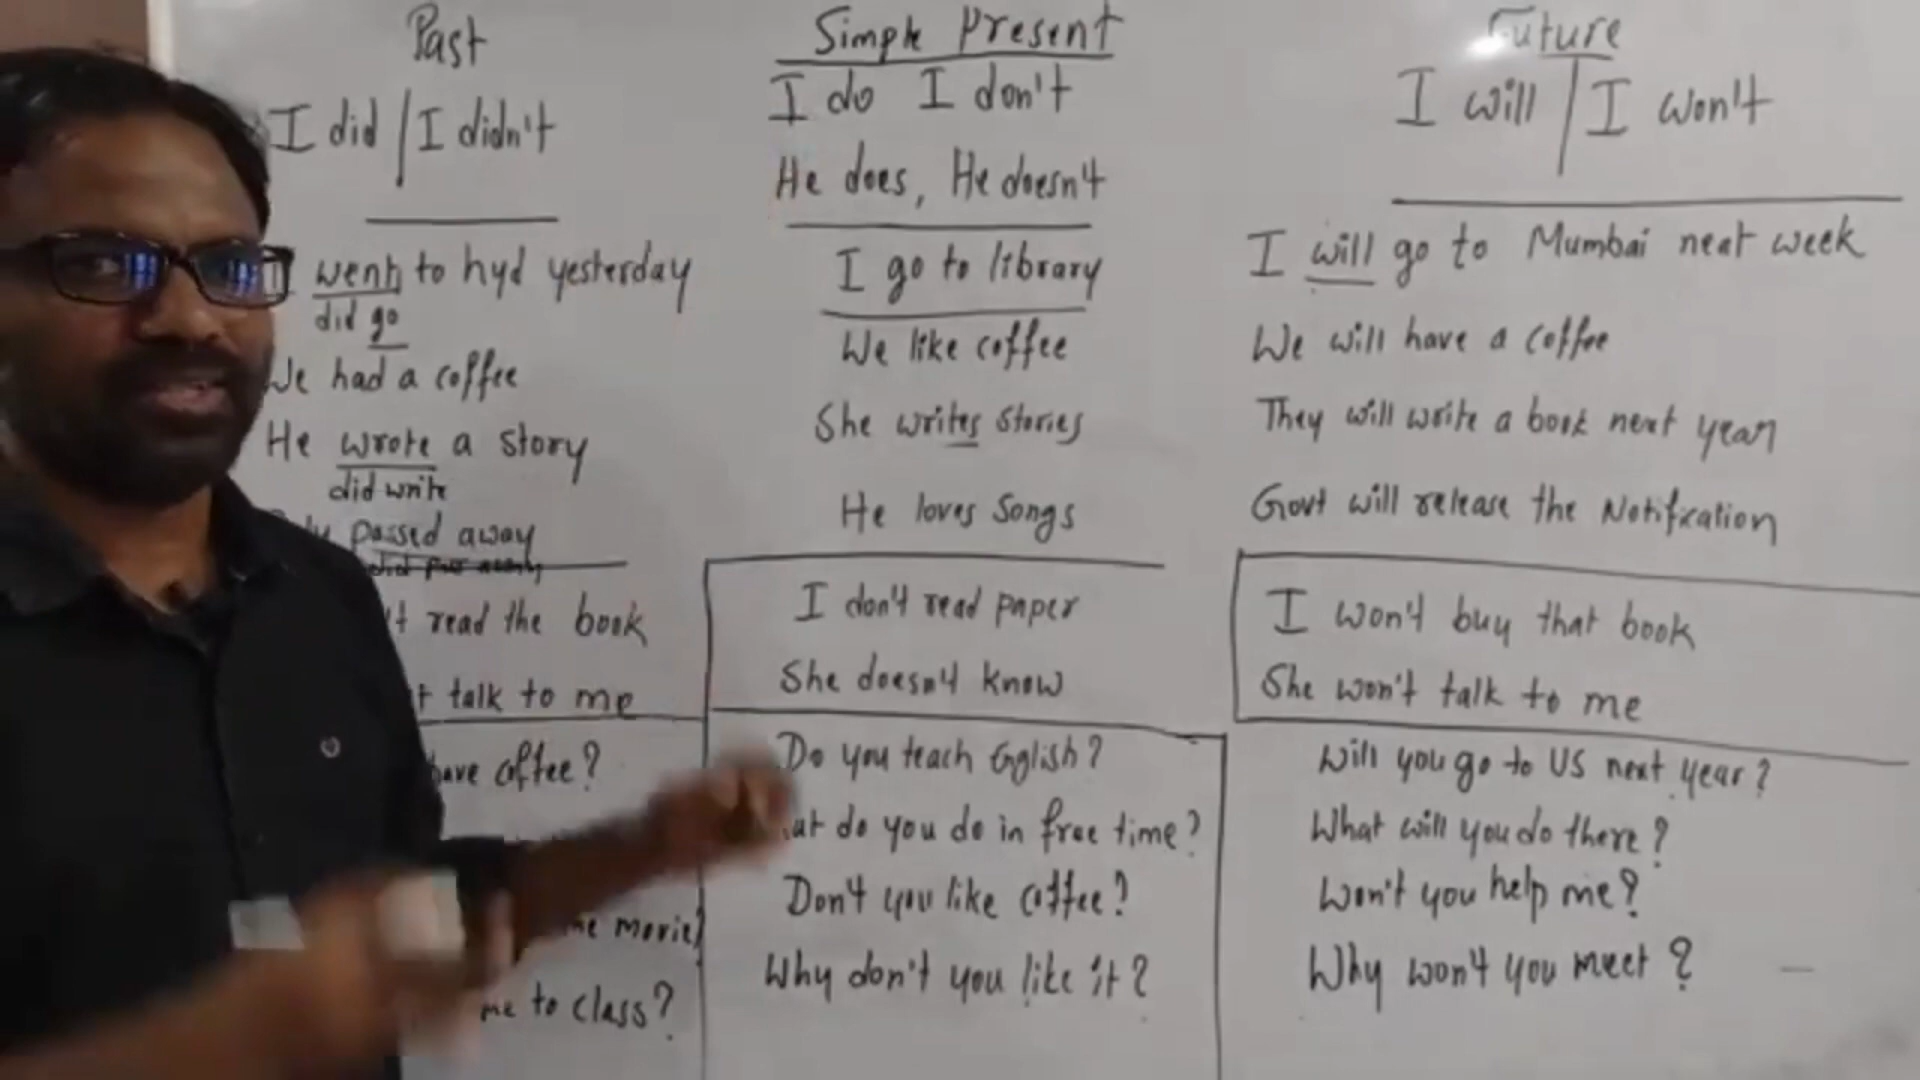 Past
I did / I didn't
went to hyd yesterday
did go
We had a coffee
He wrote a story
did write
passed away
read the book
talk to me
have coffee?
movie?
me to class?
Simple Present
I do I don't
He does, He doesn't
I go to library
We like coffee
She writes stories
He loves songs
I don't read paper
She doesn't know
Do you teach Eglish?
do you do in free time?
Don't you like coffee?
Why don't you like it?
Future
I will / I won't
I will go to Mumbai next week
We will have a coffee
They will write a book next year
Govt will release the Notification
I won't buy that book
She won't talk to me
Will you go to US next year?
What will you do there?
Won't you help me?
Why won't you meet?